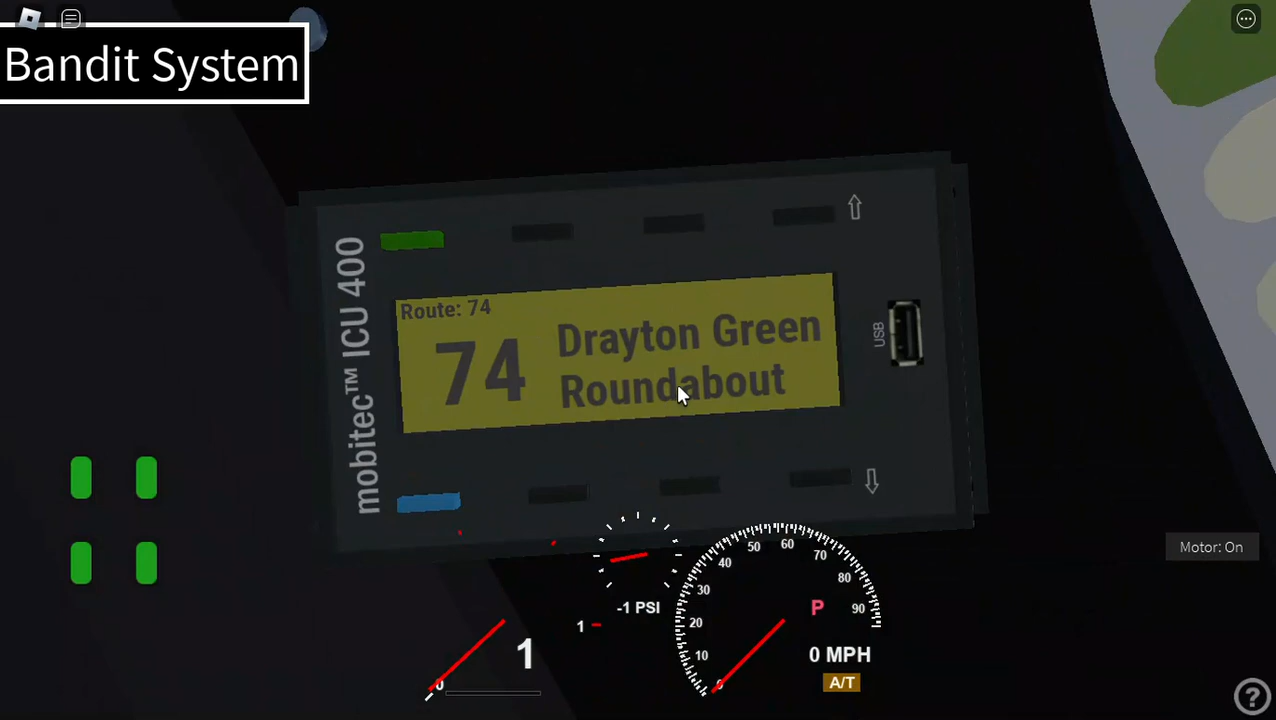 Bandit System
mobitec™ ICU 400
Route: 74
74
Drayton Green
Roundabout
USB
Motor: On
-1 PSI
1
1
0
0
10
20
30
40
50
60
70
80
90
P
0 MPH
A/T
?